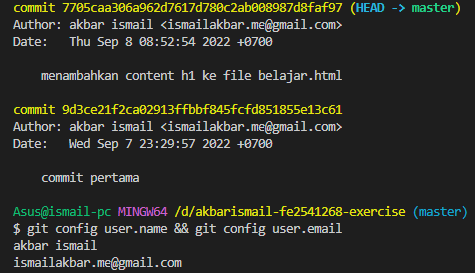 commit 7705caa306a962d7617d780c2ab008987d8faf97 (HEAD -> master)
Author: akbar ismail <ismailakbar.me@gmail.com>
Date:   Thu Sep 8 08:52:54 2022 +0700
menambahkan content h1 ke file belajar.html
commit 9d3ce21f2ca02913ffbbf845fcfd851855e13c61
Author: akbar ismail <ismailakbar.me@gmail.com>
Date:   Wed Sep 7 23:29:57 2022 +0700
commit pertama
Asus@ismail-pc MINGW64 /d/akbarismail-fe2541268-exercise (master)
$ git config user.name && git config user.email
akbar ismail
ismailakbar.me@gmail.com